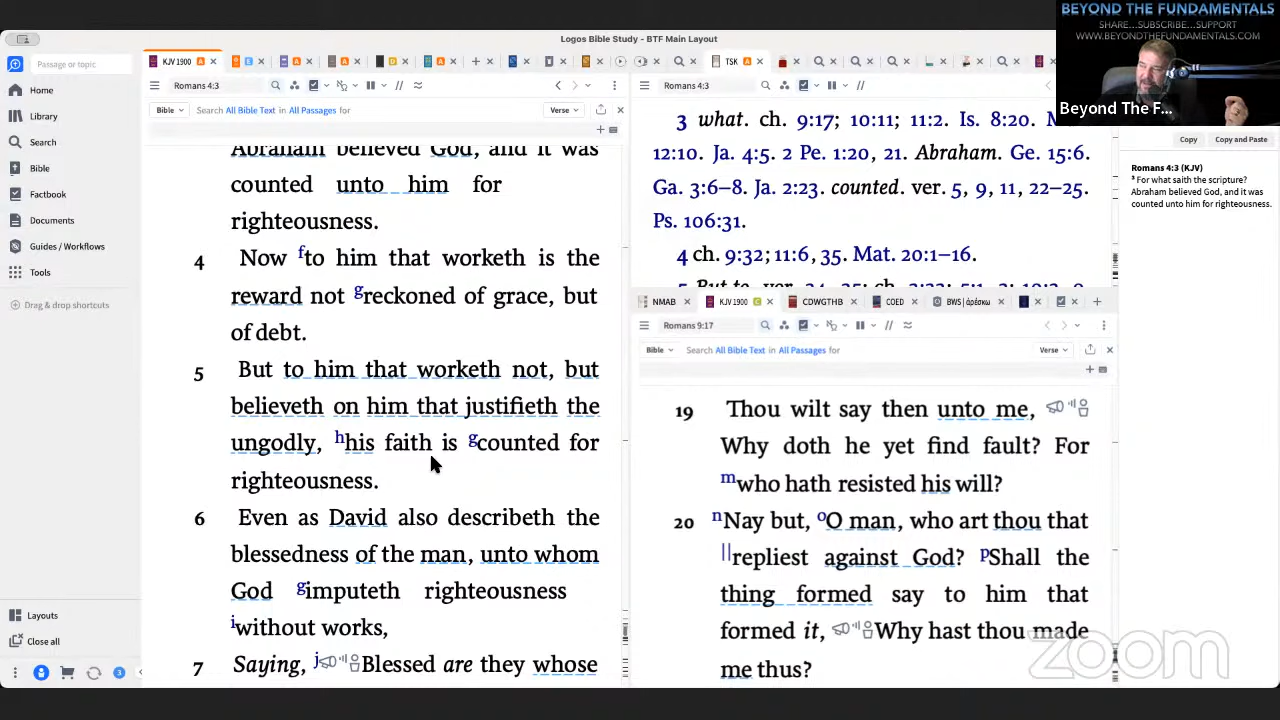 BEYOND THE FUNDAMENTALS
SHARE...SUBSCRIBE...SUPPORT
WWW.BEYONDTHEFUNDAMENTALS.COM
Beyond The F...
Logos Bible Study - BTF Main Layout
Passage or topic
Home
Library
Search
Bible
Factbook
Documents
Guides / Workflows
Tools
Drag & drop shortcuts
Layouts
Close all
3
KJV 1900 A
E
A
A
D
A
Romans 4:3
Bible
Search All Bible Text in All Passages for
Verse
Abraham believed God, and it was
counted unto him for
righteousness.
4 Now fto him that worketh is the
reward not greckoned of grace, but
of debt.
5 But to him that worketh not, but
believeth on him that justifieth the
ungodly, hhis faith is gcounted for
righteousness.
6 Even as David also describeth the
blessedness of the man, unto whom
God gimputeth righteousness
iwithout works,
7 Saying, jBlessed are they whose
TSK A
Romans 4:3
3 what. ch. 9:17; 10:11; 11:2. Is. 8:20.
12:10. Ja. 4:5. 2 Pe. 1:20, 21. Abraham. Ge. 15:6.
Ga. 3:6–8. Ja. 2:23. counted. ver. 5, 9, 11, 22–25.
Ps. 106:31.
4 ch. 9:32; 11:6, 35. Mat. 20:1–16.
NMAB
KJV 1900 C
CDWGTHB
COED
BWS | ἀρέσκω
Romans 9:17
Bible
Search All Bible Text in All Passages for
Verse
19 Thou wilt say then unto me,
Why doth he yet find fault? For
mwho hath resisted his will?
20 nNay but, oO man, who art thou that
||repliest against God? pShall the
thing formed say to him that
formed it, Why hast thou made
me thus?
Copy
Copy and Paste
Romans 4:3 (KJV)
3 For what saith the scripture?
Abraham believed God, and it was
counted unto him for righteousness.
zoom